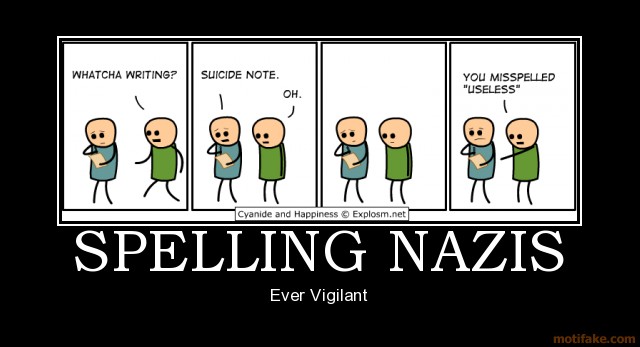 WHATCHA WRITING?
SUICIDE NOTE.
OH.
YOU MISSPELLED
"USELESS"
Cyanide and Happiness © Explosm.net
SPELLING NAZIS
Ever Vigilant
motifake.com